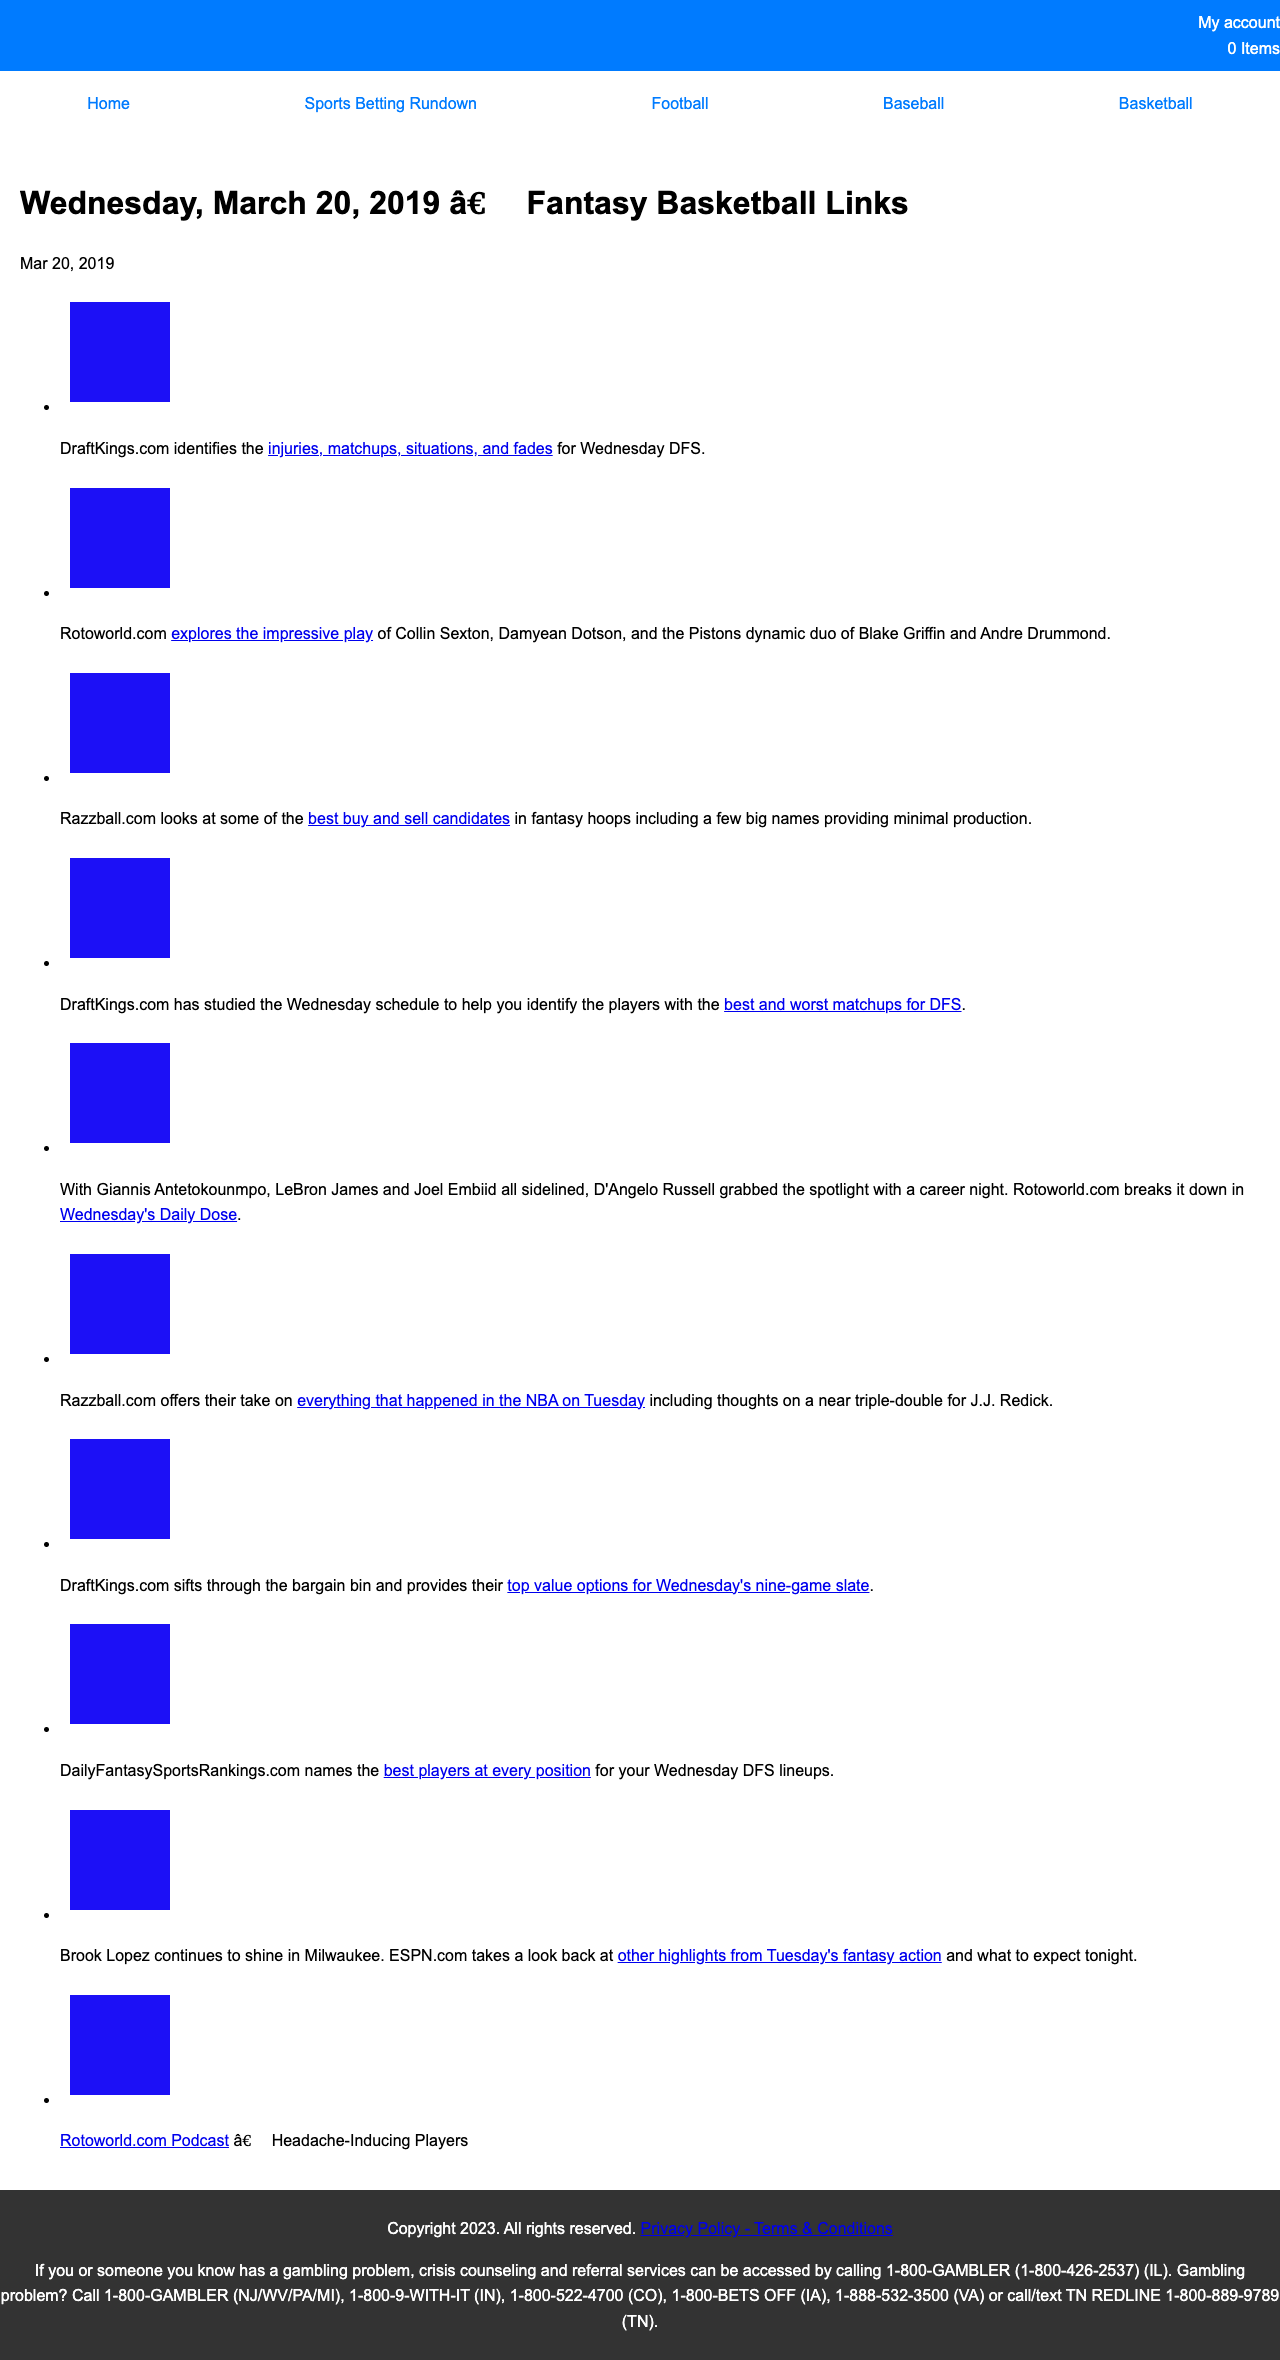 My account
0 Items
Home Sports Betting Rundown Football Baseball Basketball
Wednesday, March 20, 2019 â€ Fantasy Basketball Links
Mar 20, 2019
DraftKings.com identifies the injuries, matchups, situations, and fades for Wednesday DFS.
Rotoworld.com explores the impressive play of Collin Sexton, Damyean Dotson, and the Pistons dynamic duo of Blake Griffin and Andre Drummond.
Razzball.com looks at some of the best buy and sell candidates in fantasy hoops including a few big names providing minimal production.
DraftKings.com has studied the Wednesday schedule to help you identify the players with the best and worst matchups for DFS.
With Giannis Antetokounmpo, LeBron James and Joel Embiid all sidelined, D'Angelo Russell grabbed the spotlight with a career night. Rotoworld.com breaks it down in
Wednesday's Daily Dose.
Razzball.com offers their take on everything that happened in the NBA on Tuesday including thoughts on a near triple-double for J.J. Redick.
DraftKings.com sifts through the bargain bin and provides their top value options for Wednesday's nine-game slate.
DailyFantasySportsRankings.com names the best players at every position for your Wednesday DFS lineups.
Brook Lopez continues to shine in Milwaukee. ESPN.com takes a look back at other highlights from Tuesday's fantasy action and what to expect tonight.
Rotoworld.com Podcast â€ Headache-Inducing Players
Copyright 2023. All rights reserved. Privacy Policy - Terms & Conditions
If you or someone you know has a gambling problem, crisis counseling and referral services can be accessed by calling 1-800-GAMBLER (1-800-426-2537) (IL). Gambling
problem? Call 1-800-GAMBLER (NJ/WV/PA/MI), 1-800-9-WITH-IT (IN), 1-800-522-4700 (CO), 1-800-BETS OFF (IA), 1-888-532-3500 (VA) or call/text TN REDLINE 1-800-889-9789
(TN).